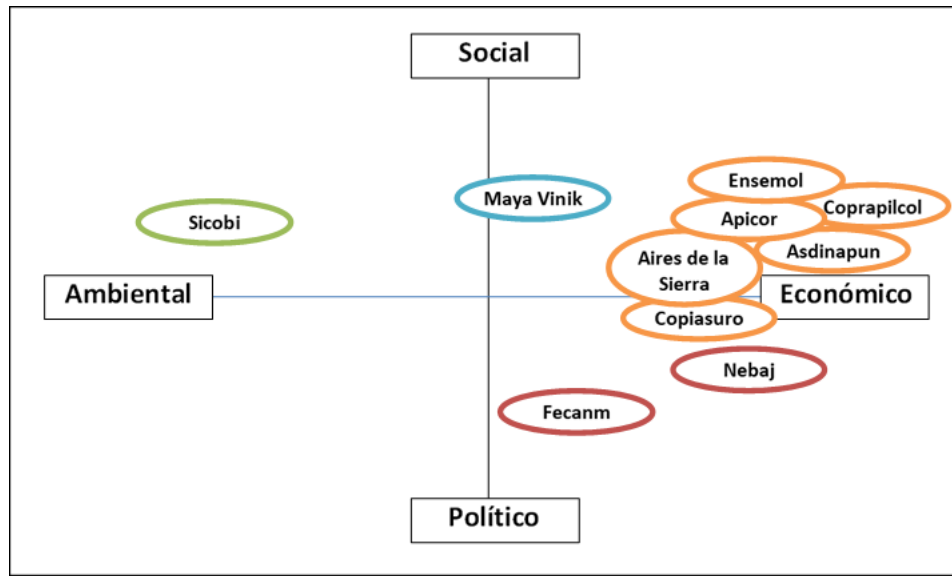 Social
Ensemol
Maya Vinik
Coprapilcol
Sicobi
Apicor
Asdinapun
Aires de la
Sierra
Ambiental
Económico
Copiasuro
Nebaj
Fecanm
Político